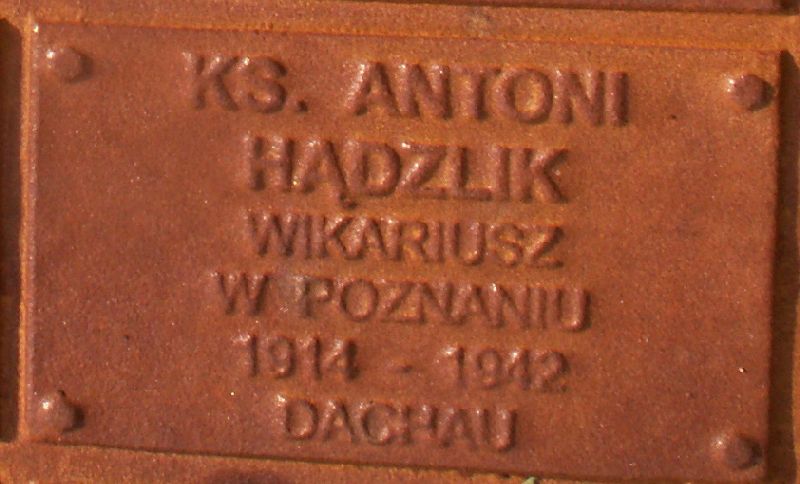 KS. ANTONI
HĄDZLIK
WIKARIUSZ
W POZNANIU
1914 - 1942
DACHAU